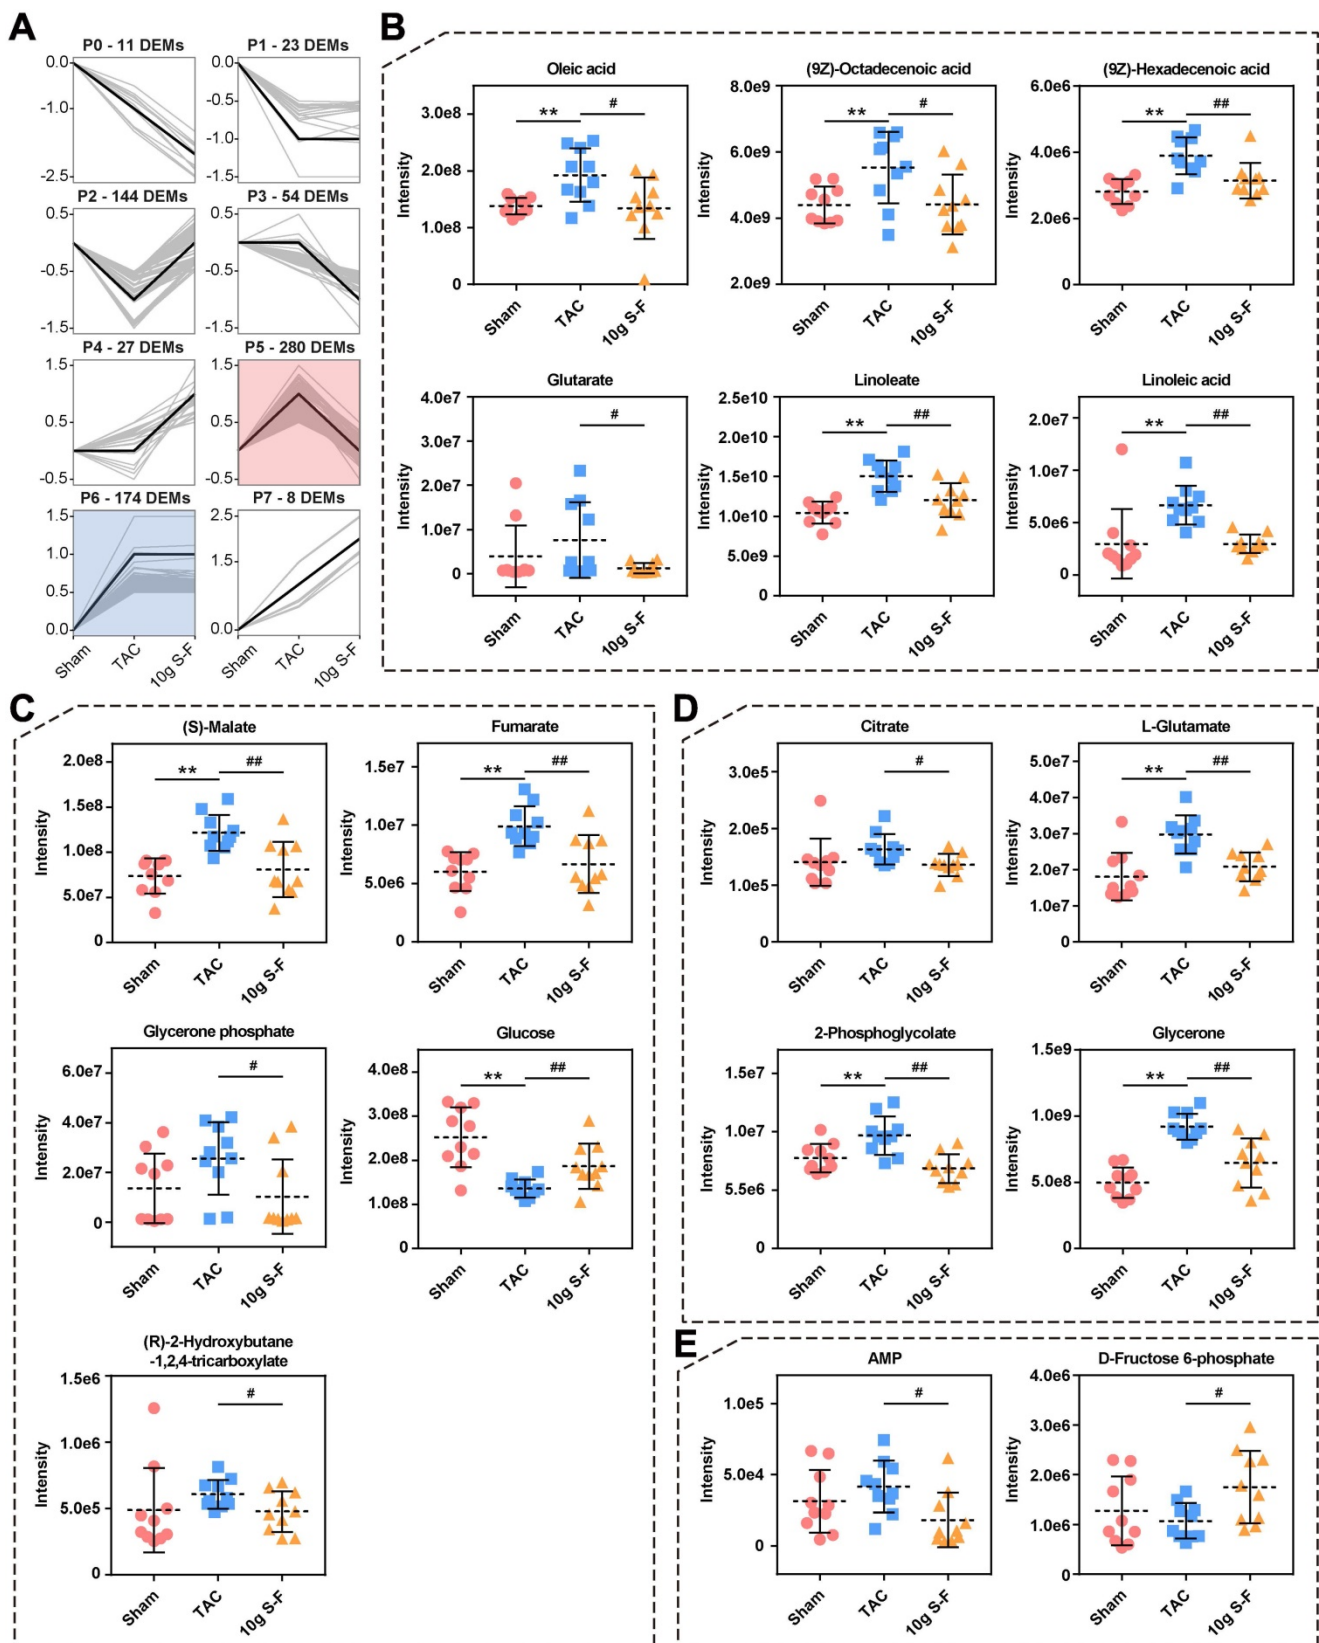 A
P0 - 11 DEMs
P1 - 23 DEMs
0.0
-1.0
-2.5
0.0
-0.5
-1.0
-1.5
P2 - 144 DEMs
P3 - 54 DEMs
0.5
-0.5
-1.5
0.5
-0.5
-1.5
P4 - 27 DEMs
P5 - 280 DEMs
1.5
0.5
-0.5
1.5
0.5
-0.5
P6 - 174 DEMs
P7 - 8 DEMs
1.0
0.5
0.0
2.5
1.5
0.0
Sham
TAC
10g S-F
Sham
TAC
10g S-F
B
Oleic acid
Intensity
3.0e8
2.0e8
1.0e8
0
**
#
Sham
TAC
10g S-F
(9Z)-Octadecenoic acid
Intensity
8.0e9
6.0e9
4.0e9
2.0e9
**
#
Sham
TAC
10g S-F
(9Z)-Hexadecenoic acid
Intensity
6.0e6
4.0e6
2.0e6
0
**
##
Sham
TAC
10g S-F
Glutarate
Intensity
4.0e7
3.0e7
2.0e7
1.0e7
0
#
Sham
TAC
10g S-F
Linoleate
Intensity
2.5e10
2.0e10
1.5e10
1.0e10
5.0e9
0
**
##
Sham
TAC
10g S-F
Linoleic acid
Intensity
2.0e7
1.0e7
5.0e6
0
**
##
Sham
TAC
10g S-F
C
(S)-Malate
Intensity
2.0e8
1.5e8
1.0e8
5.0e7
0
**
##
Sham
TAC
10g S-F
Fumarate
Intensity
1.5e7
1.0e7
5.0e6
0
**
##
Sham
TAC
10g S-F
Glycerone phosphate
Intensity
6.0e7
4.0e7
2.0e7
0
#
Sham
TAC
10g S-F
Glucose
Intensity
4.0e8
3.0e8
2.0e8
1.0e8
0
**
##
Sham
TAC
10g S-F
(R)-2-Hydroxybutane
-1,2,4-tricarboxylate
Intensity
1.5e6
1.0e6
5.0e5
0
#
Sham
TAC
10g S-F
D
Citrate
Intensity
3.0e5
2.0e5
1.0e5
0
#
Sham
TAC
10g S-F
L-Glutamate
Intensity
5.0e7
4.0e7
3.0e7
2.0e7
1.0e7
0
**
##
Sham
TAC
10g S-F
2-Phosphoglycolate
Intensity
1.5e7
1.0e7
5.5e6
0
**
##
Sham
TAC
10g S-F
Glycerone
Intensity
1.5e9
1.0e9
5.0e8
0
**
##
Sham
TAC
10g S-F
E
AMP
Intensity
1.0e5
5.0e4
0
#
Sham
TAC
10g S-F
D-Fructose 6-phosphate
Intensity
4.0e6
3.0e6
2.0e6
1.0e6
0
#
Sham
TAC
10g S-F